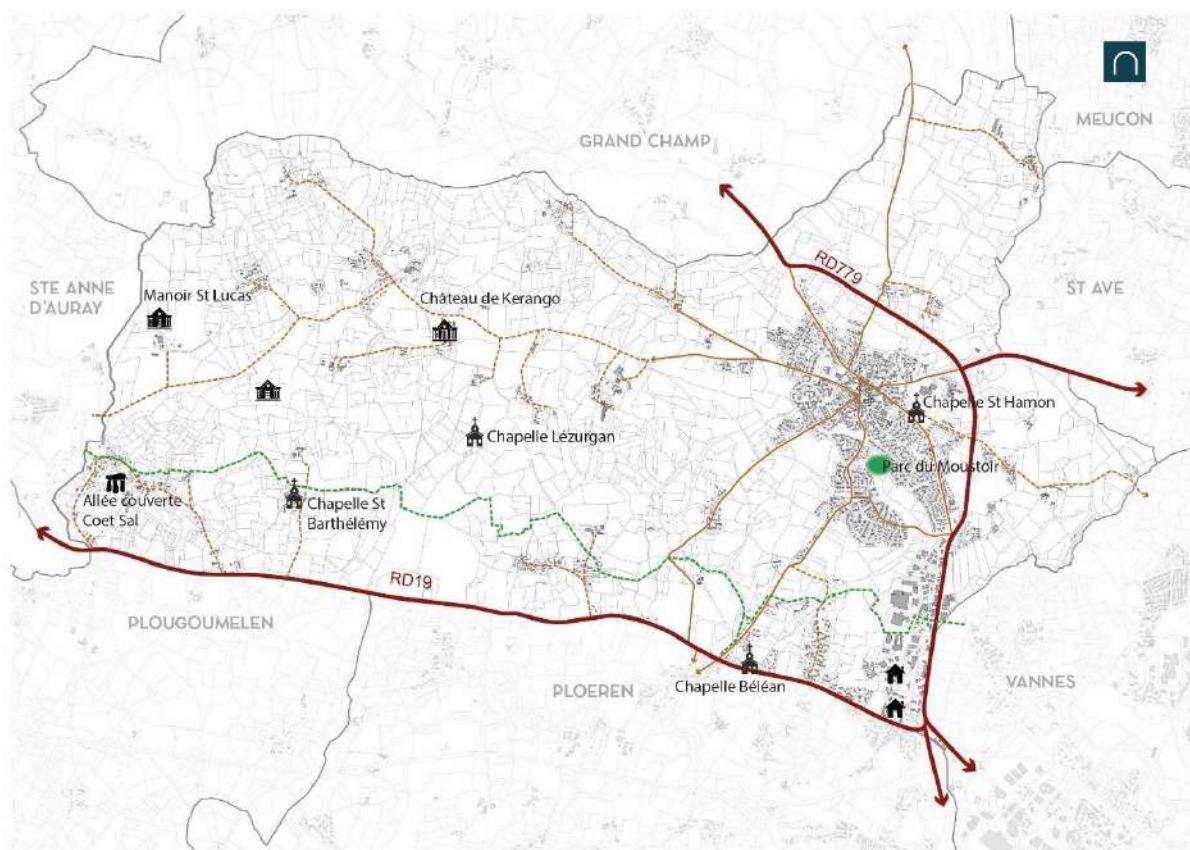 GRAND CHAMP
MEUCON
RD779
STE ANNE
D'AURAY
ST AVE
Manoir St Lucas
Château de Kerango
Chapelle St Hamon
Chapelle Lézurgan
Parc du Moustoir
Allée couverte
Coet Sal
Chapelle St
Barthélémy
RD19
PLOUGOUMELEN
PLOEREN
Chapelle Béléan
VANNES